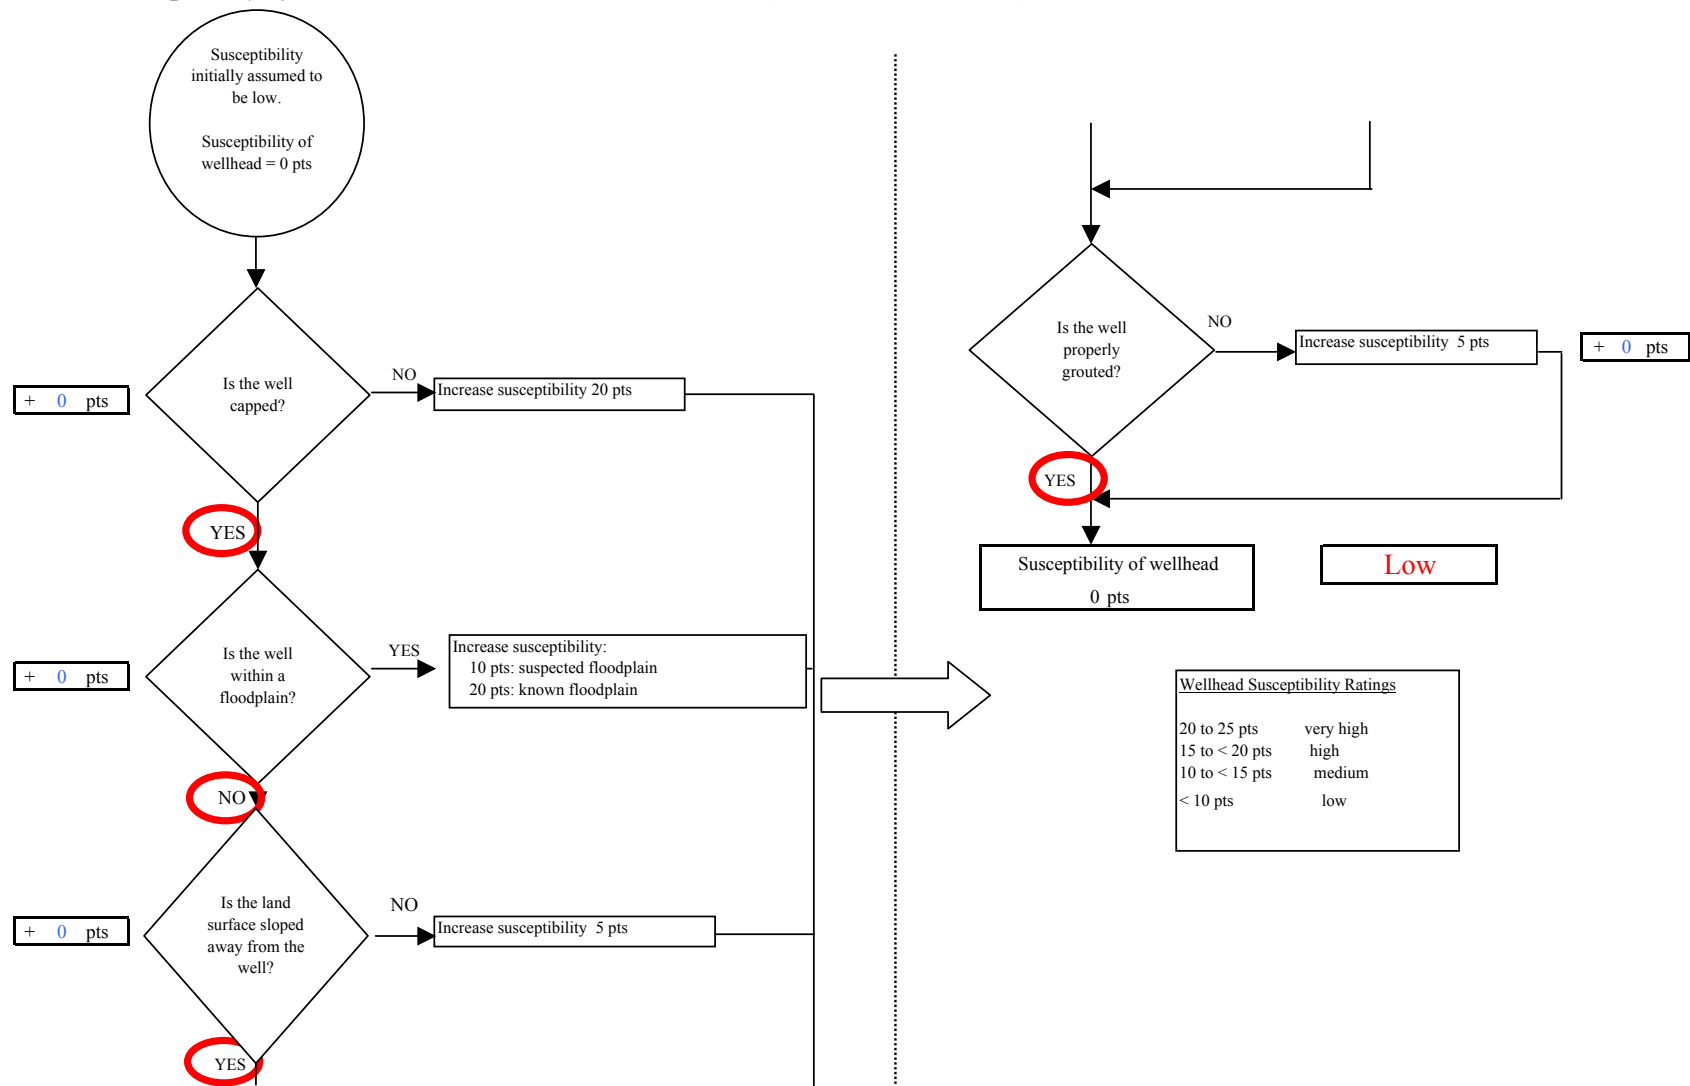 Susceptibility
initially assumed to
be low.
Susceptibility of
wellhead = 0 pts
Is the well
capped?
NO
Increase susceptibility 20 pts
+ 0 pts
YES
Is the well
within a
floodplain?
YES
Increase susceptibility:
10 pts: suspected floodplain
20 pts: known floodplain
+ 0 pts
NO
Is the land
surface sloped
away from the
well?
NO
Increase susceptibility 5 pts
+ 0 pts
YES
Is the well
properly
grouted?
NO
Increase susceptibility 5 pts
+ 0 pts
YES
Susceptibility of wellhead
0 pts
Low
Wellhead Susceptibility Ratings
20 to 25 pts very high
15 to < 20 pts high
10 to < 15 pts medium
< 10 pts low